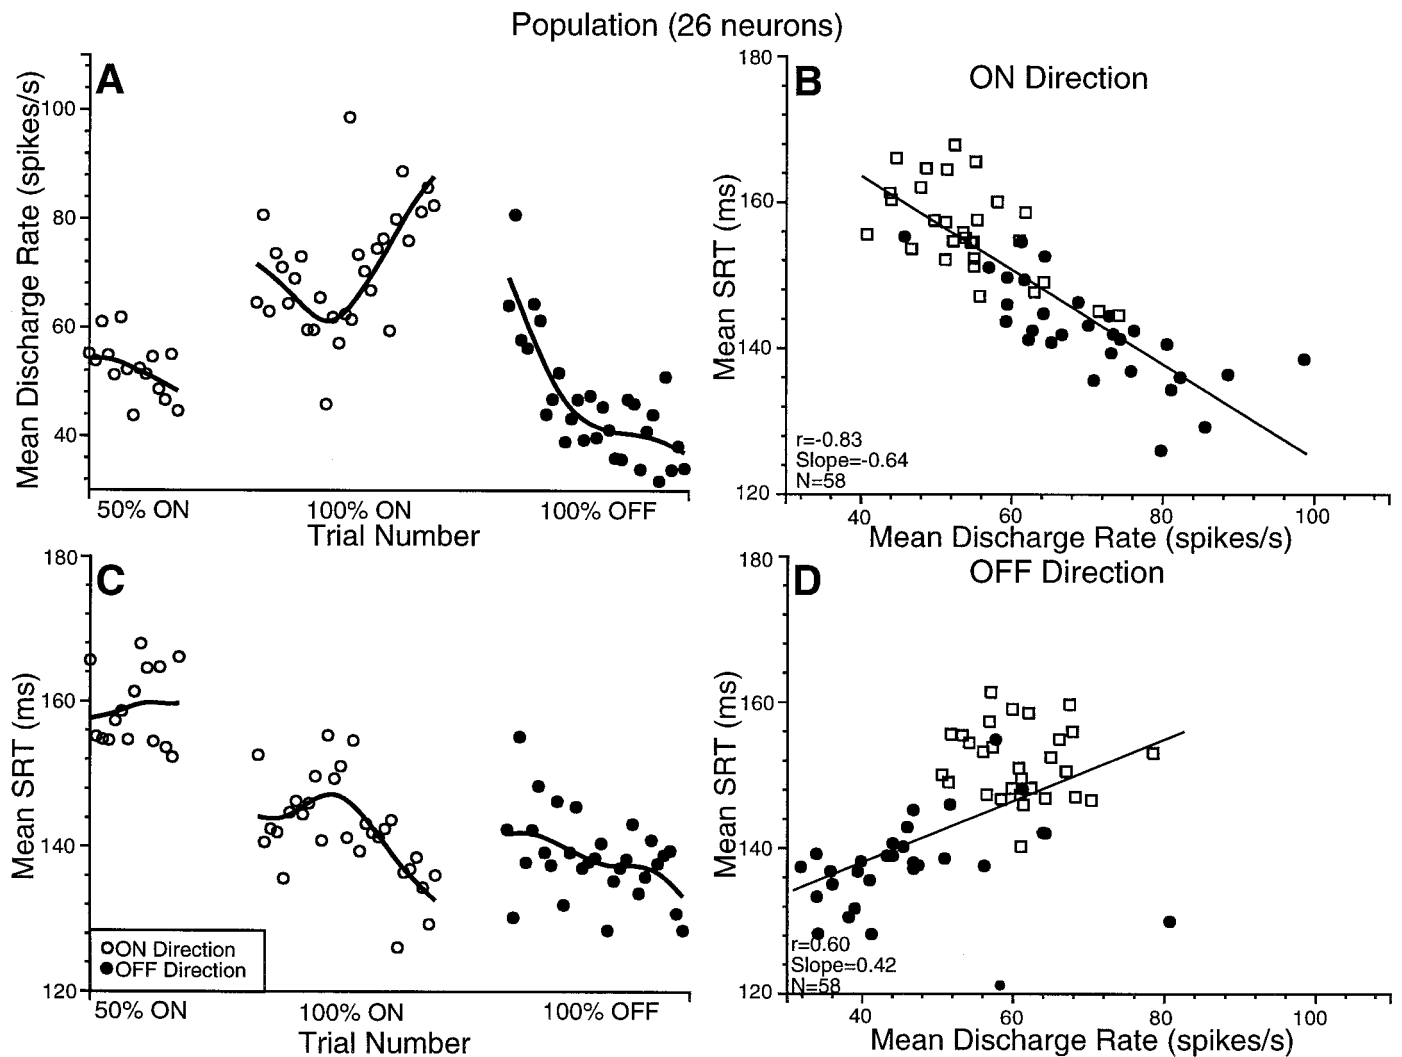 Population (26 neurons)
A
Mean Discharge Rate (spikes/s)
100
80
60
40
50% ON
100% ON
100% OFF
Trial Number
B
ON Direction
Mean SRT (ms)
180
160
140
120
r=-0.83
Slope=-0.64
N=58
40
60
80
100
Mean Discharge Rate (spikes/s)
C
Mean SRT (ms)
180
160
140
120
ON Direction
OFF Direction
50% ON
100% ON
100% OFF
Trial Number
D
OFF Direction
Mean SRT (ms)
180
160
140
120
r=0.60
Slope=0.42
N=58
40
60
80
100
Mean Discharge Rate (spikes/s)